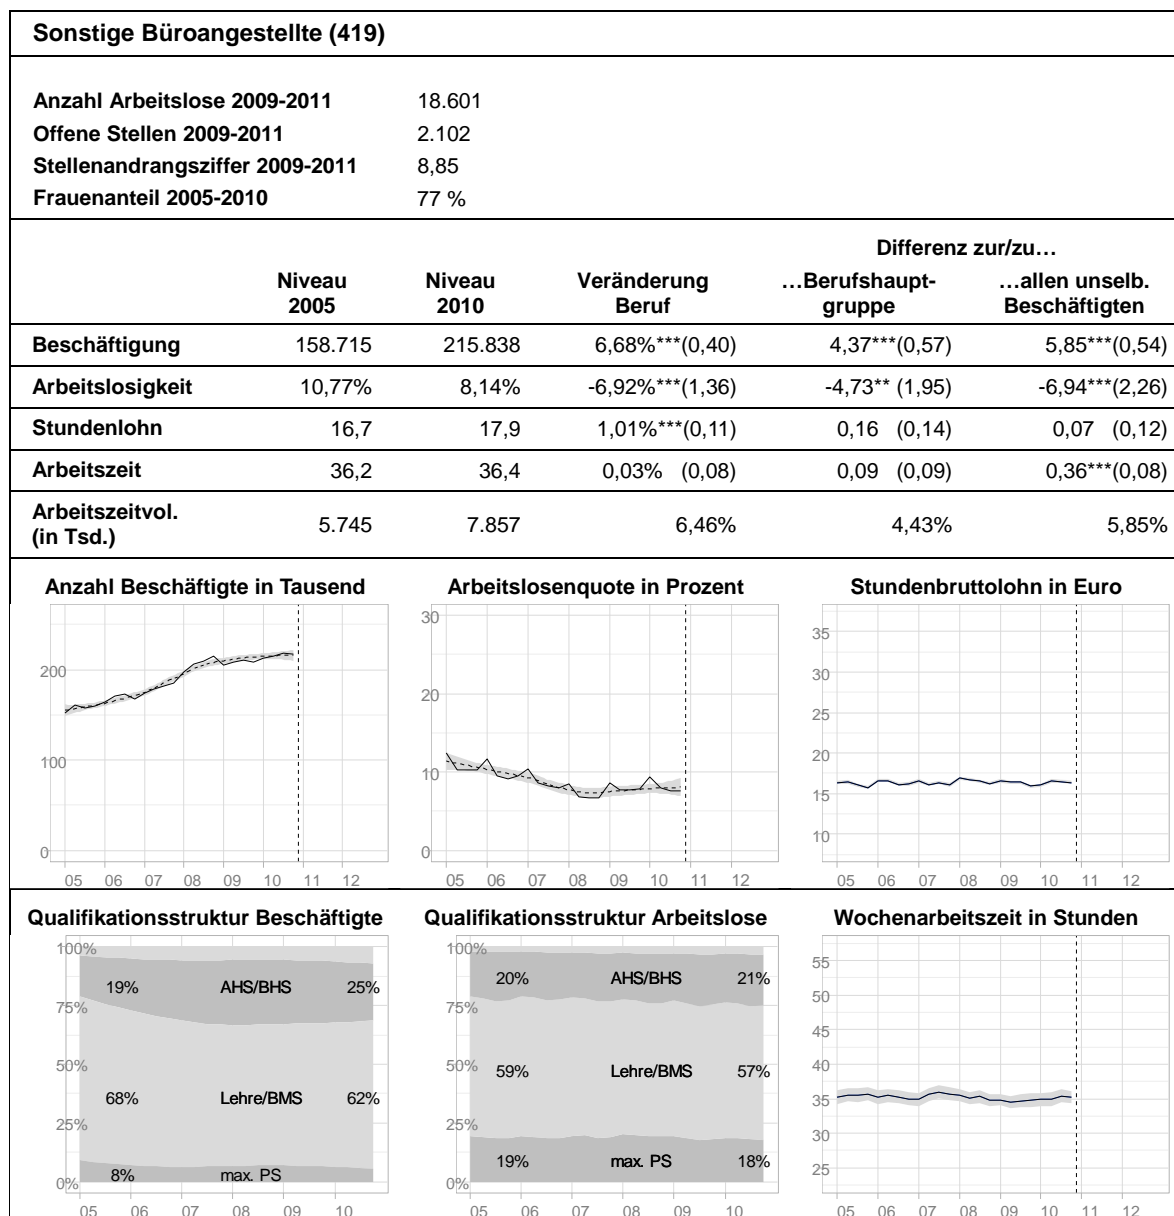 Sonstige Büroangestellte (419)
Anzahl Arbeitslose 2009-2011 18.601
Offene Stellen 2009-2011 2.102
Stellenandrangsziffer 2009-2011 8,85
Frauenanteil 2005-2010 77 %
Differenz zur/zu…
Niveau Niveau Veränderung …Berufshaupt- …allen unselb.
2005 2010 Beruf gruppe Beschäftigten
Beschäftigung 158.715 215.838 6,68%***(0,40) 4,37***(0,57) 5,85***(0,54)
Arbeitslosigkeit 10,77% 8,14% -6,92%***(1,36) -4,73** (1,95) -6,94***(2,26)
Stundenlohn 16,7 17,9 1,01%***(0,11) 0,16 (0,14) 0,07 (0,12)
Arbeitszeit 36,2 36,4 0,03% (0,08) 0,09 (0,09) 0,36***(0,08)
Arbeitszeitvol.
(in Tsd.) 5.745 7.857 6,46% 4,43% 5,85%
Anzahl Beschäftigte in Tausend
200
100
0
05 06 07 08 09 10 11 12
Arbeitslosenquote in Prozent
30
20
10
0
05 06 07 08 09 10 11 12
Stundenbruttolohn in Euro
35
30
25
20
15
10
05 06 07 08 09 10 11 12
Qualifikationsstruktur Beschäftigte
100%
19% AHS/BHS 25%
75%
50%
68% Lehre/BMS 62%
25%
8% max. PS
0%
05 06 07 08 09 10
Qualifikationsstruktur Arbeitslose
100%
20% AHS/BHS 21%
75%
50%
59% Lehre/BMS 57%
25%
19% max. PS 18%
0%
05 06 07 08 09 10
Wochenarbeitszeit in Stunden
55
50
45
40
35
30
25
05 06 07 08 09 10 11 12